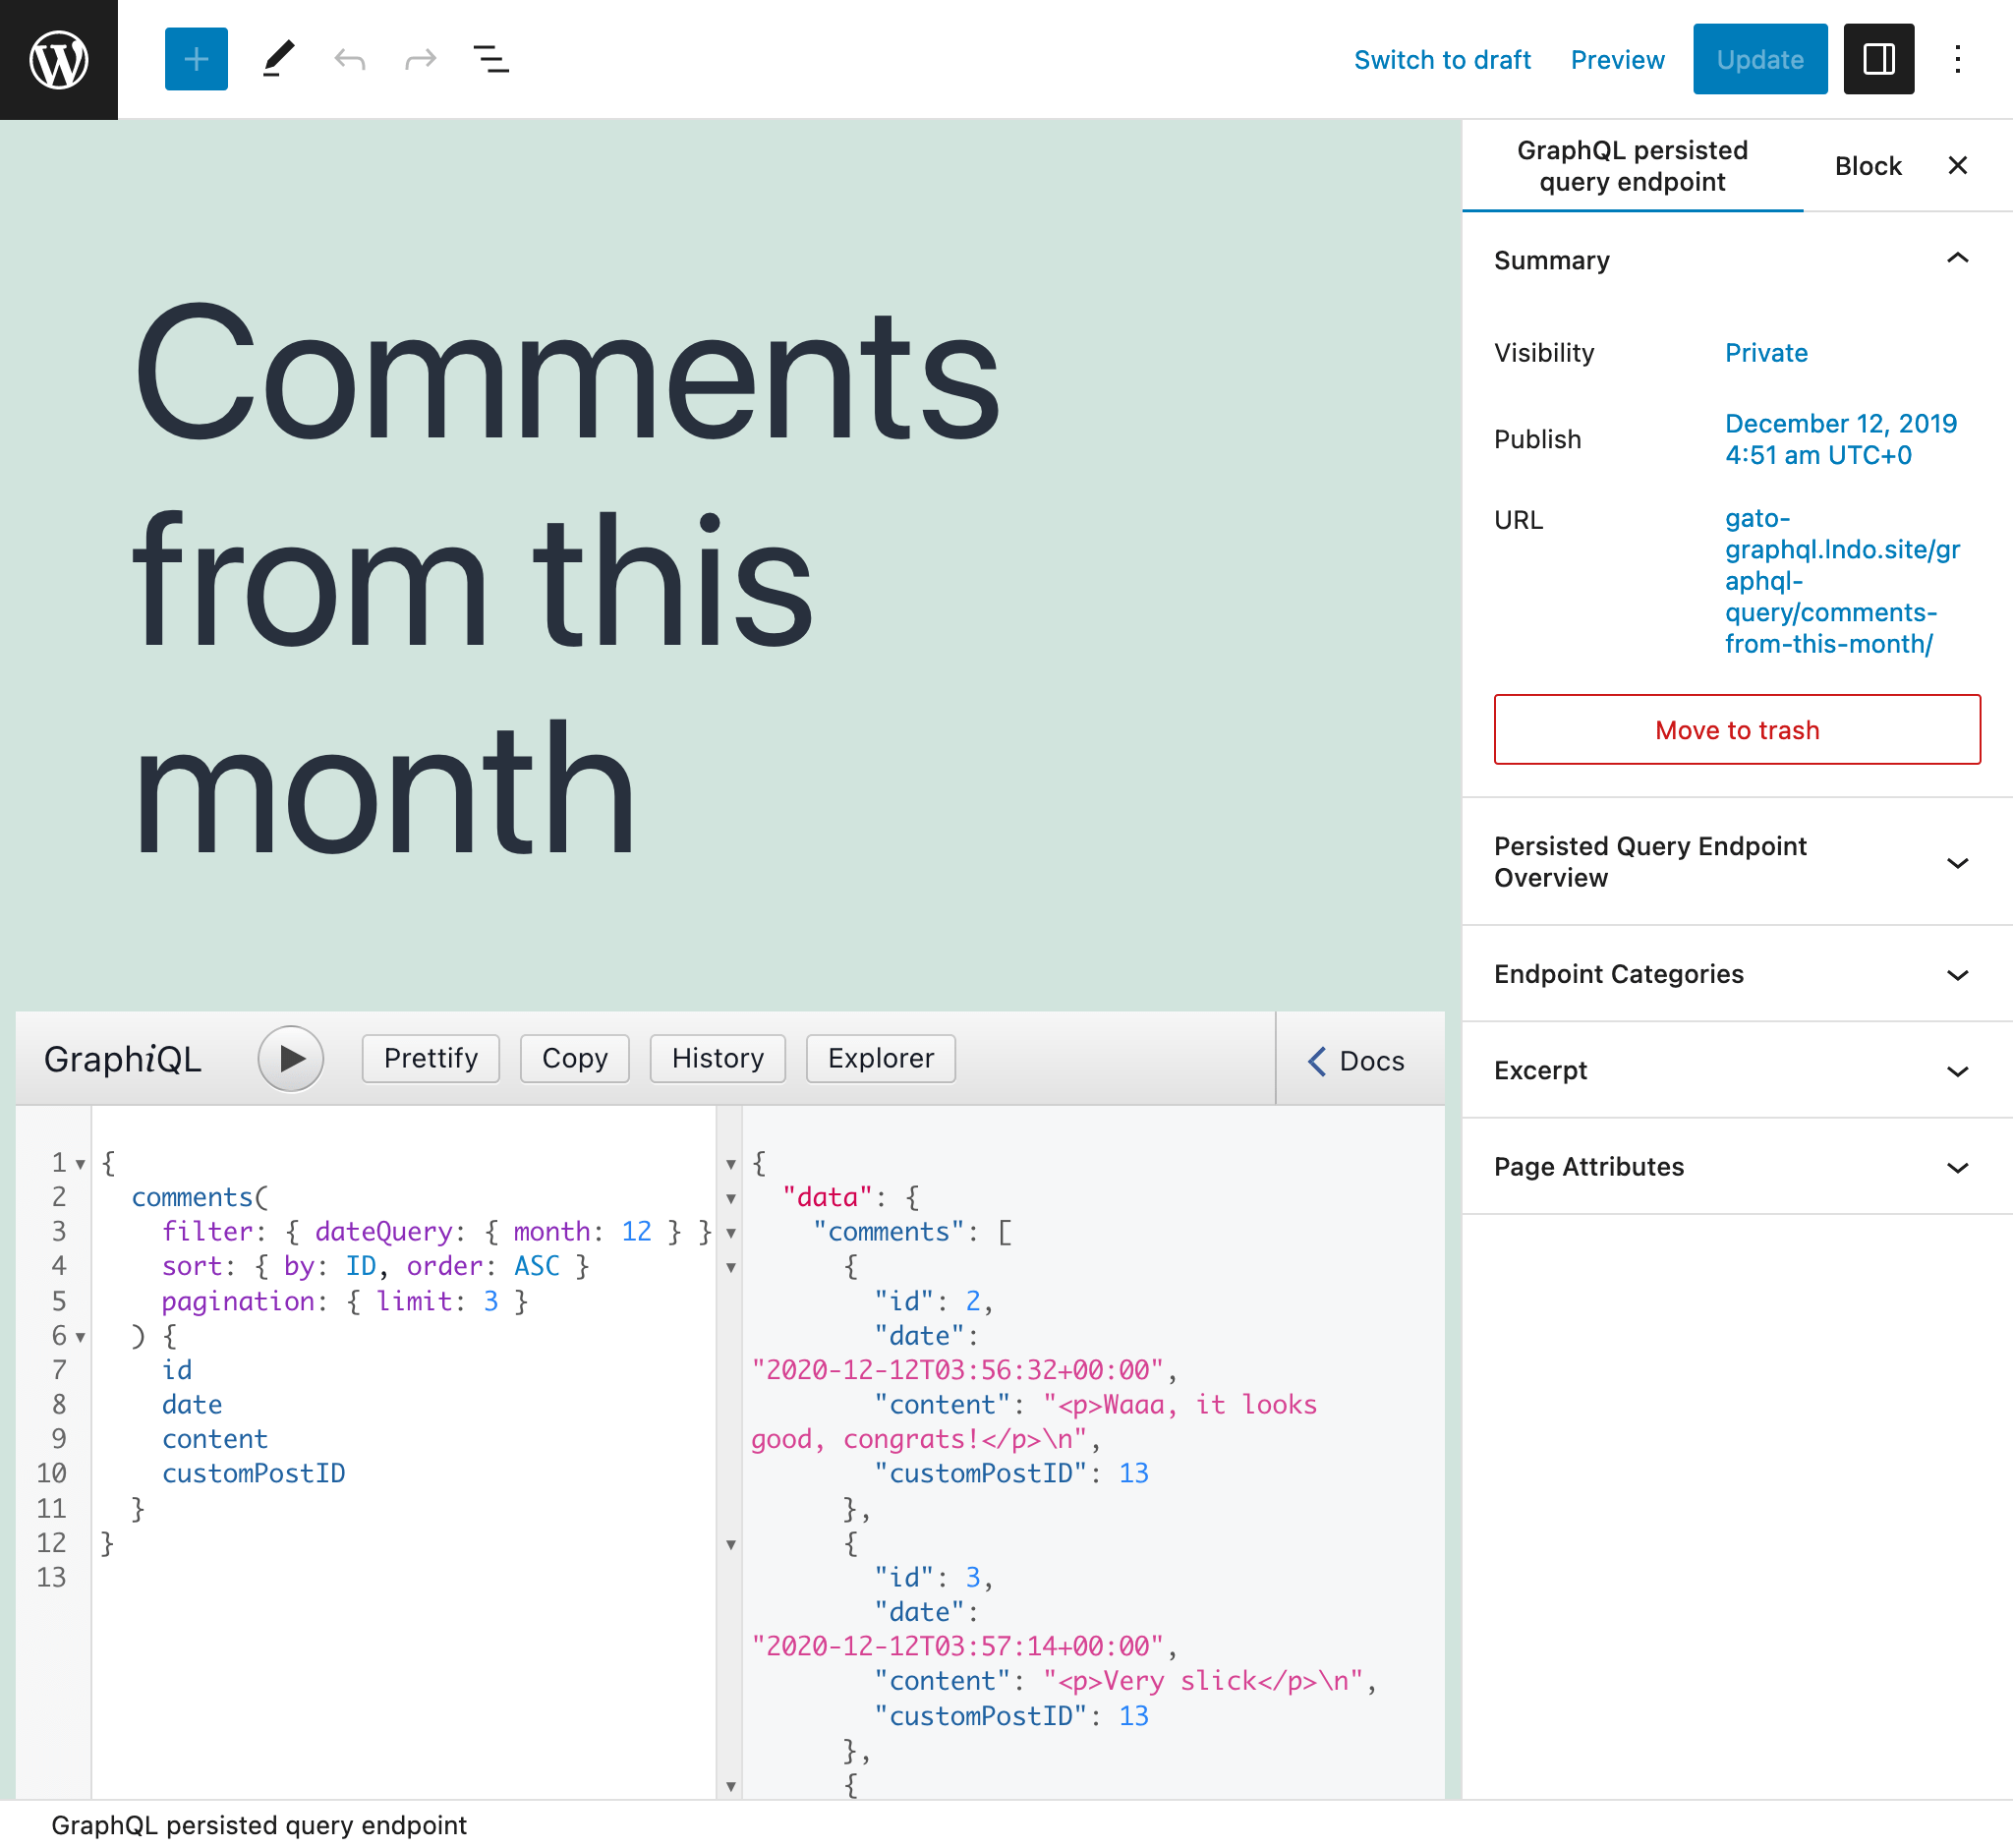 Switch to draft
Preview
Update
Comments
from this
month
GraphiQL
Prettify
Copy
History
Explorer
Docs
1 {
2 comments(
3 filter: { dateQuery: { month: 12 } }
4 sort: { by: ID, order: ASC }
5 pagination: { limit: 3 }
6 ) {
7 id
8 date
9 content
10 customPostID
11 }
12 }
13
{
"data": {
"comments": [
{
"id": 2,
"date":
"2020-12-12T03:56:32+00:00",
"content": "<p>Waaa, it looks
good, congrats!</p>\n",
"customPostID": 13
},
{
"id": 3,
"date":
"2020-12-12T03:57:14+00:00",
"content": "<p>Very slick</p>\n",
"customPostID": 13
},
{
GraphQL persisted
query endpoint
Block
Summary
Visibility
Private
Publish
December 12, 2019
4:51 am UTC+0
URL
gato-
graphql.lndo.site/gr
aphql-
query/comments-
from-this-month/
Move to trash
Persisted Query Endpoint
Overview
Endpoint Categories
Excerpt
Page Attributes
GraphQL persisted query endpoint